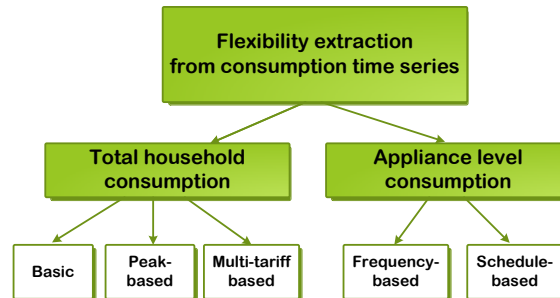 Flexibility extraction
from consumption time series
Total household
consumption
Appliance level
consumption
Basic
Peak-
based
Multi-tariff
based
Frequency-
based
Schedule-
based